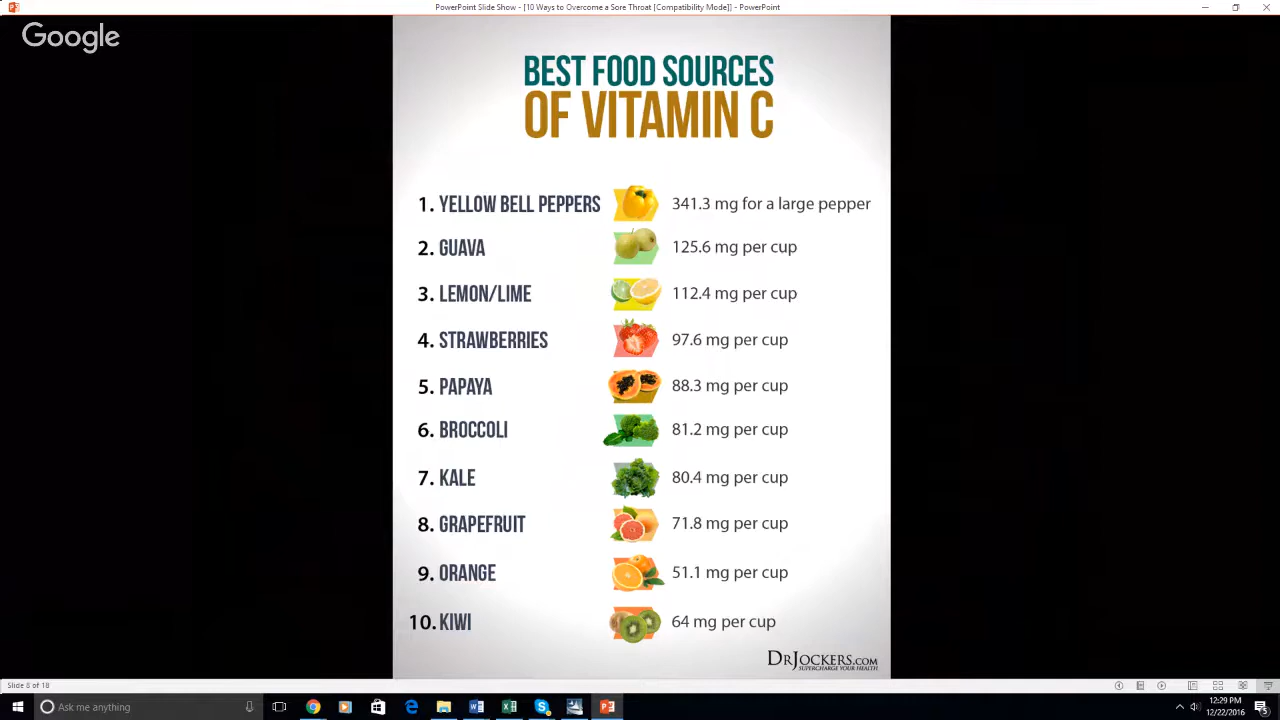 PowerPoint Slide Show - [10 Ways to Overcome a Sore Throat [Compatibility Mode]] - PowerPoint
Google
BEST FOOD SOURCES
OF VITAMIN C
1. YELLOW BELL PEPPERS 341.3 mg for a large pepper
2. GUAVA 125.6 mg per cup
3. LEMON/LIME 112.4 mg per cup
4. STRAWBERRIES 97.6 mg per cup
5. PAPAYA 88.3 mg per cup
6. BROCCOLI 81.2 mg per cup
7. KALE 80.4 mg per cup
8. GRAPEFRUIT 71.8 mg per cup
9. ORANGE 51.1 mg per cup
10. KIWI 64 mg per cup
DRJOCKERS.COM
SUPERCHARGE YOUR HEALTH
Slide 8 of 18
Ask me anything
12:29 PM
12/22/2016